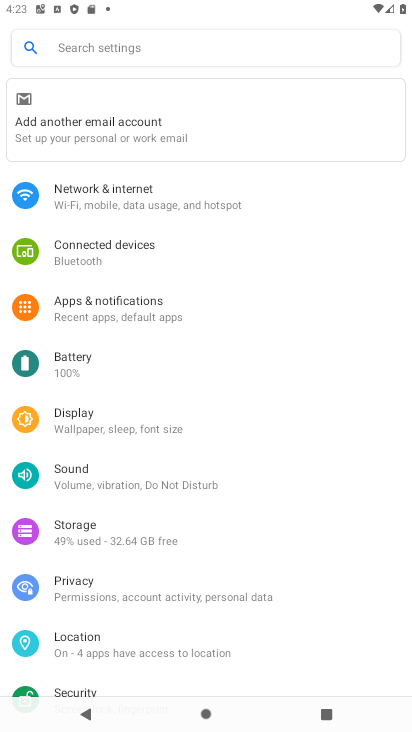 4:23
Search settings
Add another email account
Set up your personal or work email
Network & internet
Wi-Fi, mobile, data usage, and hotspot
Connected devices
Bluetooth
Apps & notifications
Recent apps, default apps
Battery
100%
Display
Wallpaper, sleep, font size
Sound
Volume, vibration, Do Not Disturb
Storage
49% used - 32.64 GB free
Privacy
Permissions, account activity, personal data
Location
On - 4 apps have access to location
Security
Screen lock, fingerprint